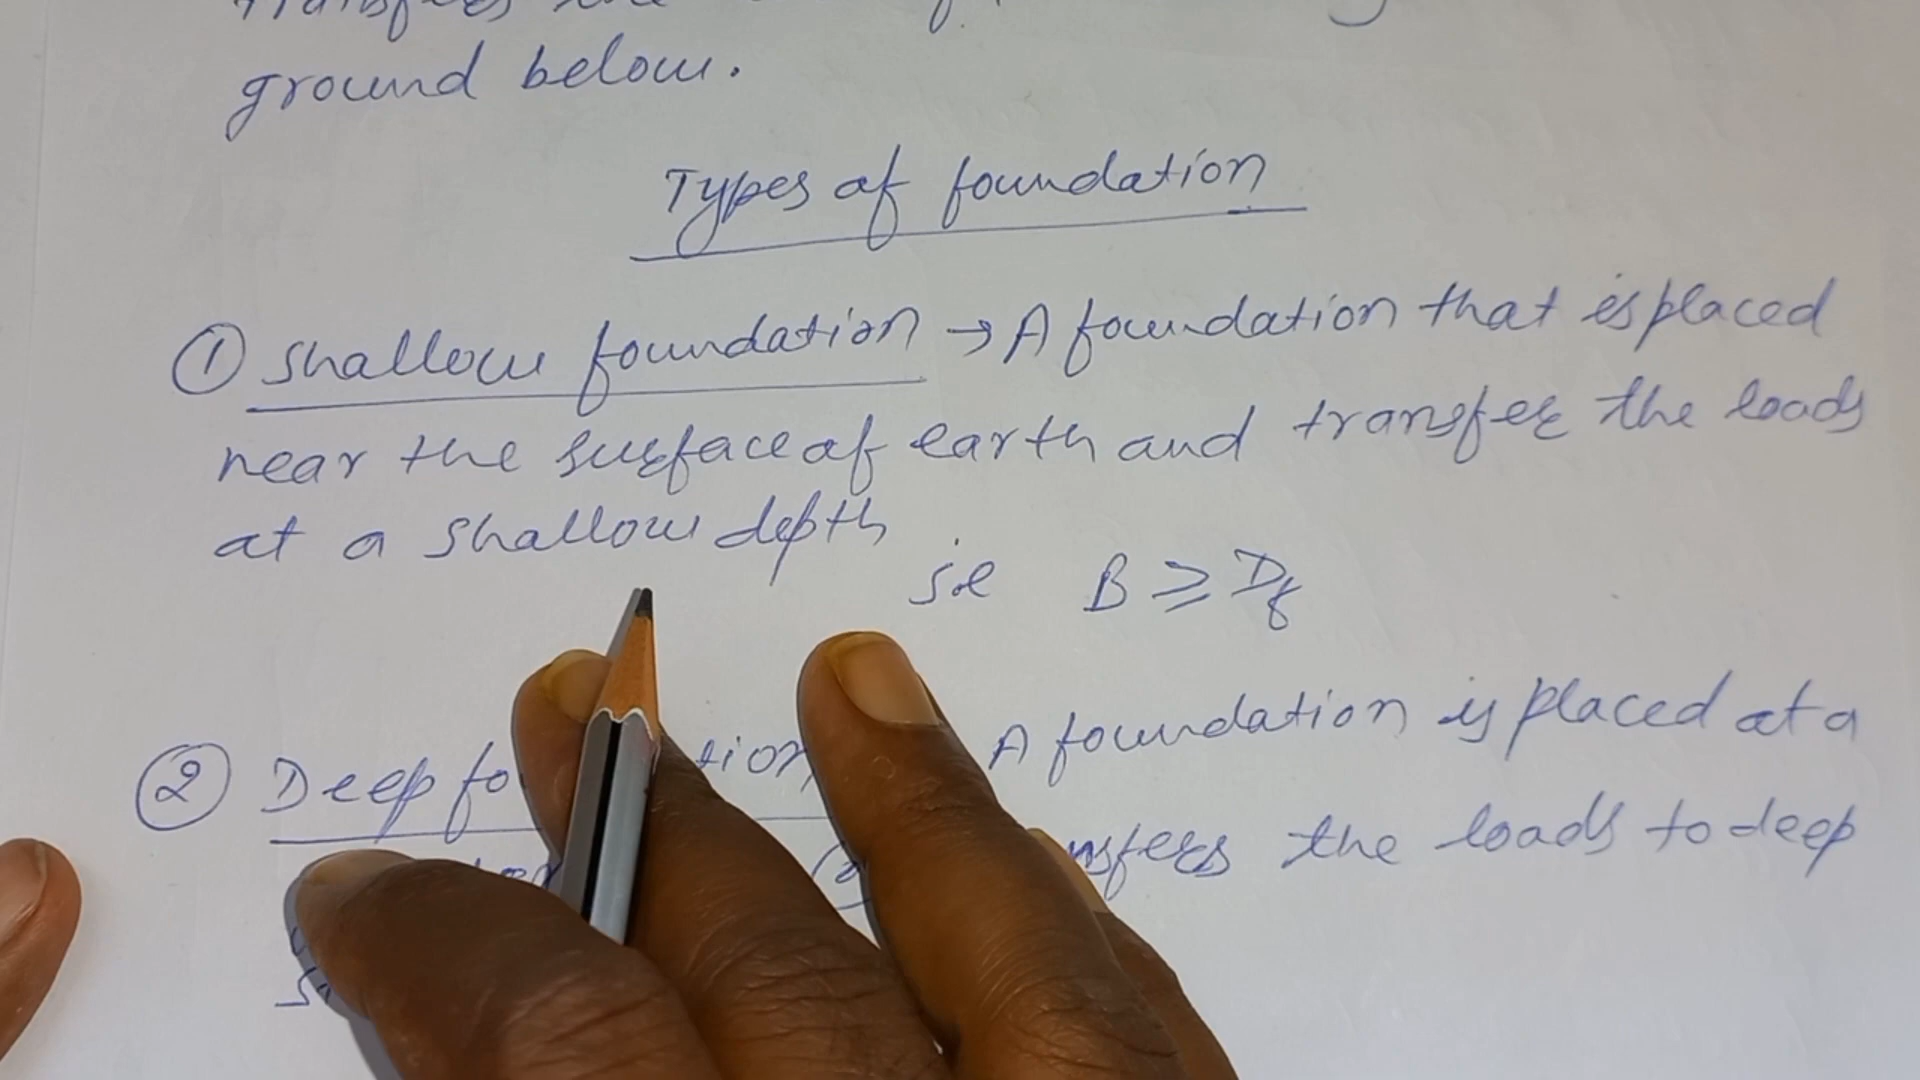 ground below.
Types of foundation
① Shallow foundation → A foundation that is placed
near the surface of earth and transfer the loads
at a shallow depth ie B ≥ Df
② Deep A foundation is placed at a
the loads to deep